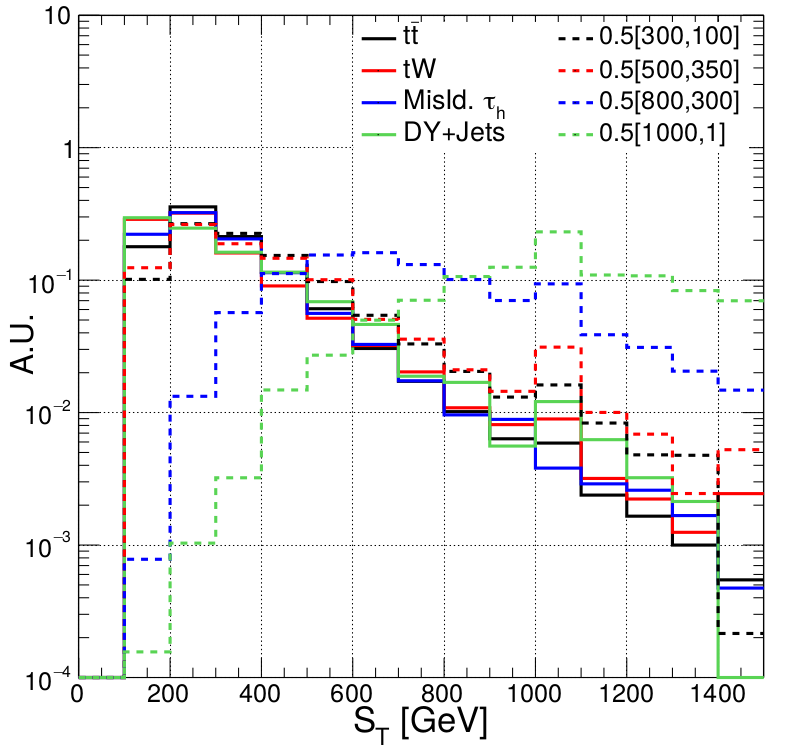 10
tt̄ 0.5[300,100]
tW 0.5[500,350]
MisId. τh 0.5[800,300]
DY+Jets 0.5[1000,1]
1
10⁻¹
A.U.
10⁻²
10⁻³
10⁻⁴
0 200 400 600 800 1000 1200 1400
S_T [GeV]